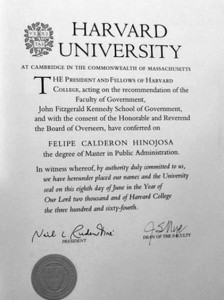 HARVARD
UNIVERSITY
AT CAMBRIDGE IN THE COMMONWEALTH OF MASSACHUSETTS
THE PRESIDENT AND FELLOWS OF HARVARD
COLLEGE, acting on the recommendation of the
Faculty of Government,
John Fitzgerald Kennedy School of Government,
and with the consent of the Honorable and Reverend
the Board of Overseers, have conferred on
FELIPE CALDERON HINOJOSA
the degree of Master in Public Administration.
In witness whereof, by authority duly committed to us,
we have hereunder placed our names and the University
seal on this eighth day of June in the Year of
Our Lord two thousand and of Harvard College
the three hundred and sixty-fourth.
PRESIDENT
DEAN OF THE FACULTY